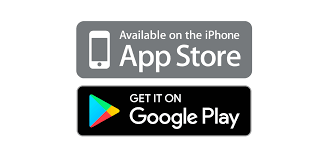 Available on the iPhone
App Store
GET IT ON
Google Play